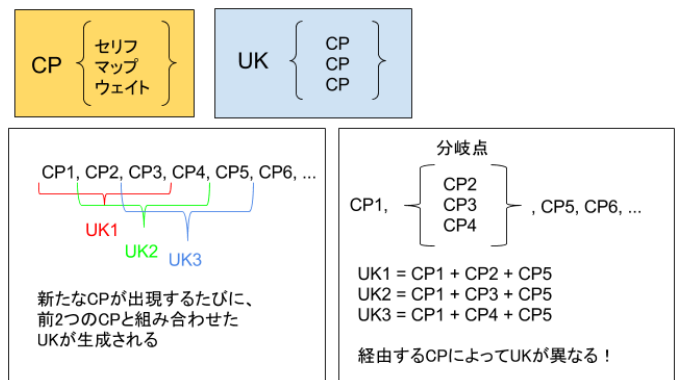 CP
セリフ
マップ
ウェイト
UK
CP
CP
CP
CP1, CP2, CP3, CP4, CP5, CP6, ...
UK1
UK2
UK3
新たなCPが出現するたびに、
前2つのCPと組み合わせた
UKが生成される
分岐点
CP1,
CP2
CP3
CP4
, CP5, CP6, ...
UK1 = CP1 + CP2 + CP5
UK2 = CP1 + CP3 + CP5
UK3 = CP1 + CP4 + CP5
経由するCPによってUKが異なる！